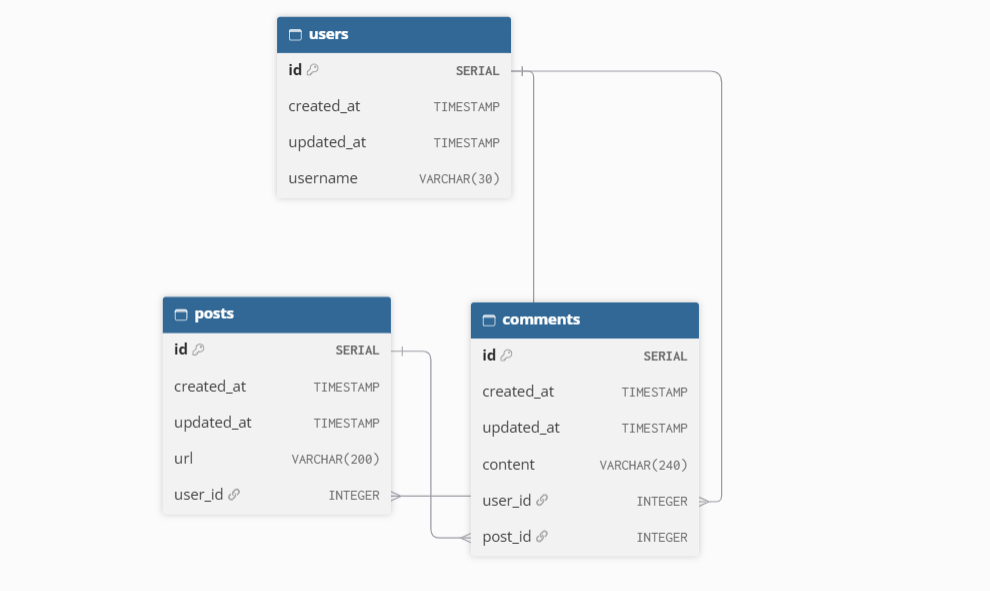 users
id SERIAL
created_at TIMESTAMP
updated_at TIMESTAMP
username VARCHAR(30)
posts
id SERIAL
created_at TIMESTAMP
updated_at TIMESTAMP
url VARCHAR(200)
user_id INTEGER
comments
id SERIAL
created_at TIMESTAMP
updated_at TIMESTAMP
content VARCHAR(240)
user_id INTEGER
post_id INTEGER